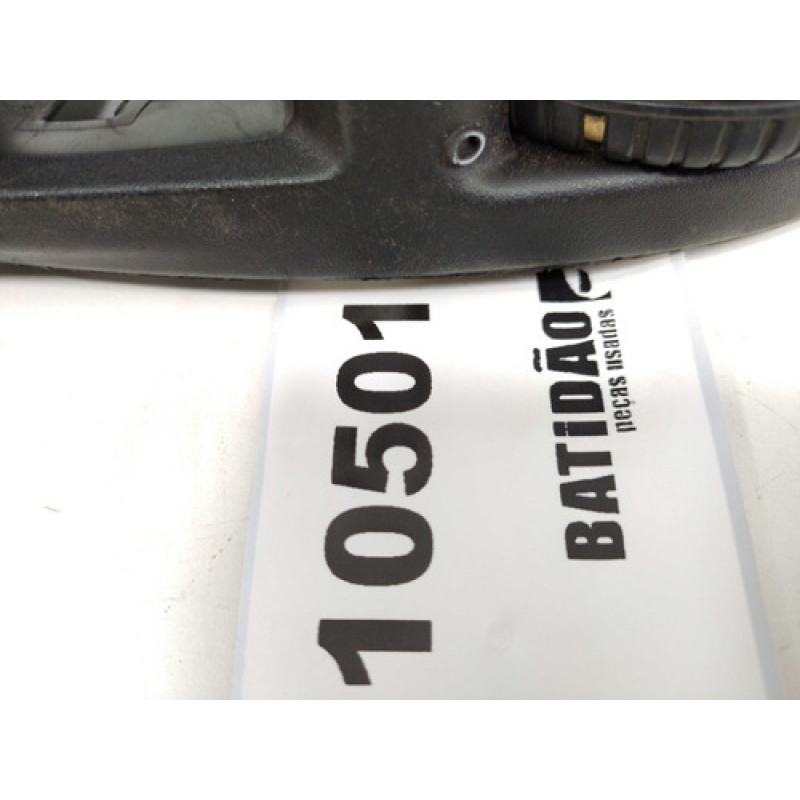 10501
BATIDÃO
peças usadas